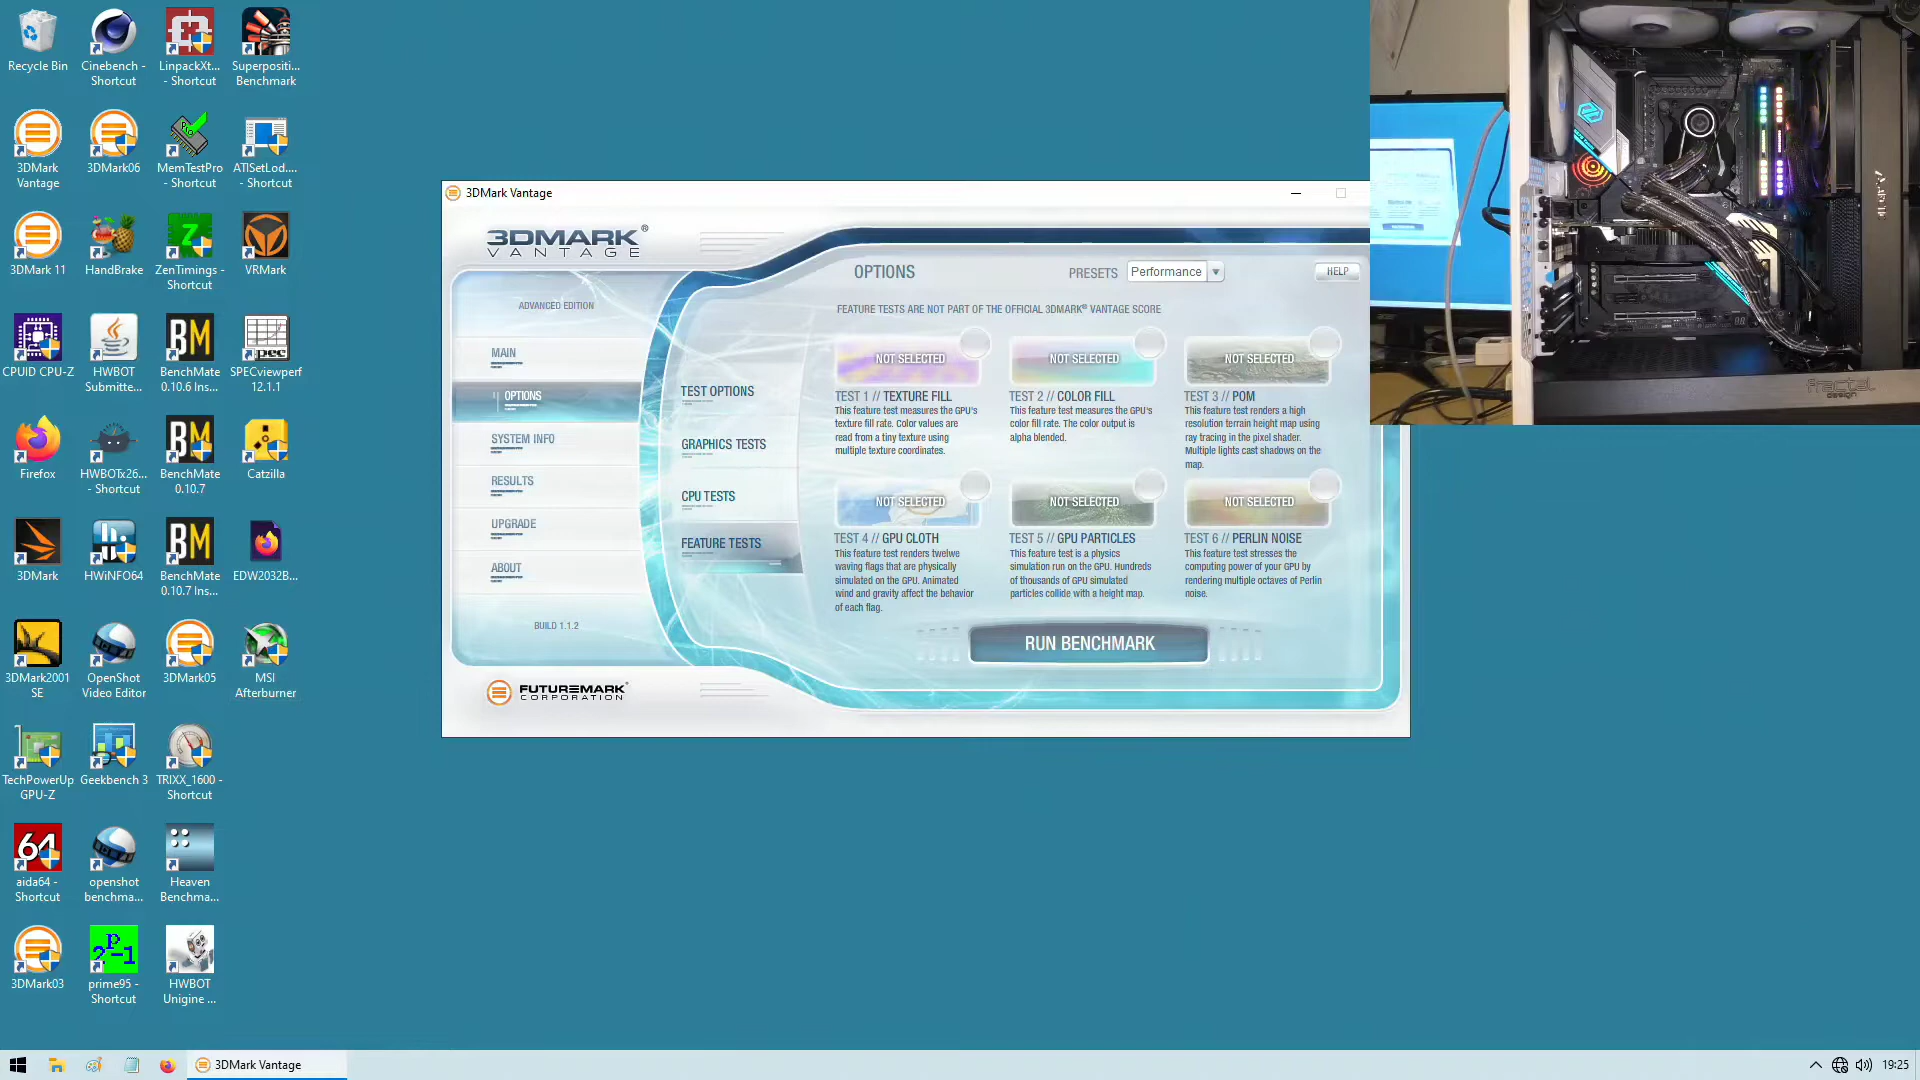 Recycle Bin
Cinebench -
Shortcut
LinpackXt...
- Shortcut
Superpositi...
Benchmark
3DMark
Vantage
3DMark06
MemTestPro
- Shortcut
ATISetLod....
- Shortcut
3DMark 11
HandBrake
ZenTimings -
Shortcut
VRMark
CPUID CPU-Z
HWBOT
Submitte...
BenchMate
0.10.6 Ins...
SPECviewperf
12.1.1
Firefox
HWBOTx26...
- Shortcut
BenchMate
0.10.7
Catzilla
3DMark
HWiNFO64
BenchMate
0.10.7 Ins...
EDW2032B...
3DMark2001
SE
OpenShot
Video Editor
3DMark05
MSI
Afterburner
TechPowerUp
GPU-Z
Geekbench 3
TRIXX_1600 -
Shortcut
aida64 -
Shortcut
openshot
benchma...
Heaven
Benchma...
3DMark03
prime95 -
Shortcut
HWBOT
Unigine ...
3DMark Vantage
3DMARK®
VANTAGE
ADVANCED EDITION
MAIN
OPTIONS
SYSTEM INFO
RESULTS
UPGRADE
ABOUT
BUILD 1.1.2
FUTUREMARK®
CORPORATION
TEST OPTIONS
GRAPHICS TESTS
CPU TESTS
FEATURE TESTS
OPTIONS
PRESETS
Performance
HELP
FEATURE TESTS ARE NOT PART OF THE OFFICIAL 3DMARK® VANTAGE SCORE
NOT SELECTED
TEST 1 // TEXTURE FILL
This feature test measures the GPU's
texture fill rate. Color values are
read from a tiny texture using
multiple texture coordinates.
NOT SELECTED
TEST 2 // COLOR FILL
This feature test measures the GPU's
color fill rate. The color output is
alpha blended.
NOT SELECTED
TEST 3 // POM
This feature test renders a high
resolution terrain height map using
ray tracing in the pixel shader.
Multiple lights cast shadows on the
map.
NOT SELECTED
TEST 4 // GPU CLOTH
This feature test renders twelwe
waving flags that are physically
simulated on the GPU. Animated
wind and gravity affect the behavior
of each flag.
NOT SELECTED
TEST 5 // GPU PARTICLES
This feature test is a physics
simulation run on the GPU. Hundreds
of thousands of GPU simulated
particles collide with a height map.
NOT SELECTED
TEST 6 // PERLIN NOISE
This feature test stresses the
computing power of your GPU by
rendering multiple octaves of Perlin
noise.
RUN BENCHMARK
fractal
design
3DMark Vantage
19:25